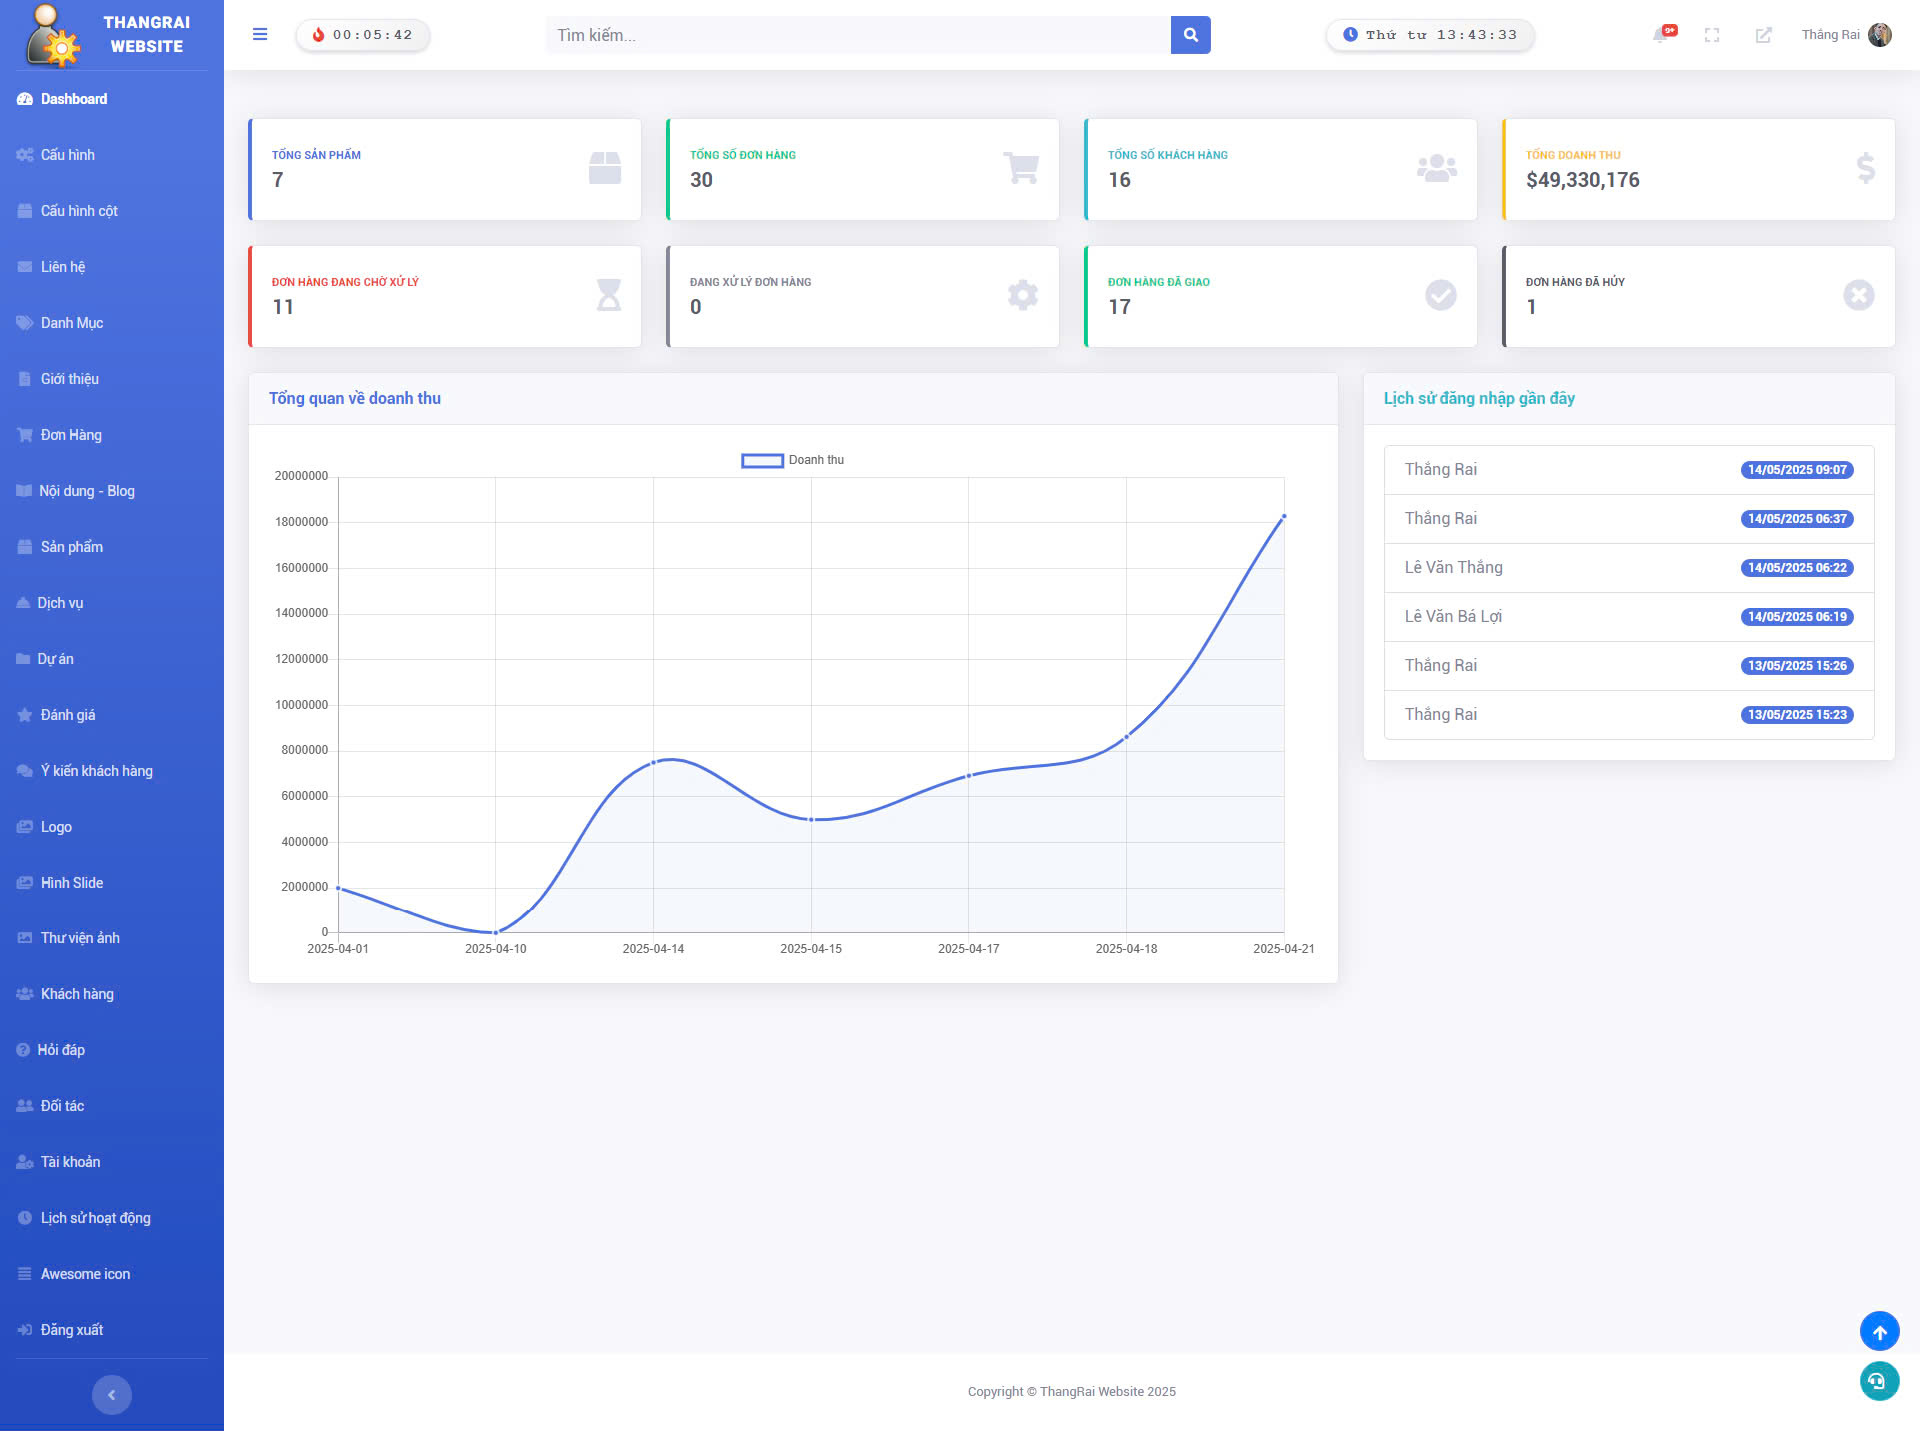 THANGRAI
WEBSITE
Dashboard
Cấu hình
Cấu hình cột
Liên hệ
Danh Mục
Giới thiệu
Đơn Hàng
Nội dung - Blog
Sản phẩm
Dịch vụ
Dự án
Đánh giá
Ý kiến khách hàng
Logo
Hình Slide
Thư viện ảnh
Khách hàng
Hỏi đáp
Đối tác
Tài khoản
Lịch sử hoạt động
Awesome icon
Đăng xuất
00:05:42
Tìm kiếm...
Thứ tư 13:43:33
9+
Thắng Rai
TỔNG SẢN PHẨM
7
TỔNG SỐ ĐƠN HÀNG
30
TỔNG SỐ KHÁCH HÀNG
16
TỔNG DOANH THU
$49,330,176
ĐƠN HÀNG ĐANG CHỜ XỬ LÝ
11
ĐANG XỬ LÝ ĐƠN HÀNG
0
ĐƠN HÀNG ĐÃ GIAO
17
ĐƠN HÀNG ĐÃ HỦY
1
Tổng quan về doanh thu
Doanh thu
20000000
18000000
16000000
14000000
12000000
10000000
8000000
6000000
4000000
2000000
0
2025-04-01 2025-04-10 2025-04-14 2025-04-15 2025-04-17 2025-04-18 2025-04-21
Lịch sử đăng nhập gần đây
Thắng Rai 14/05/2025 09:07
Thắng Rai 14/05/2025 06:37
Lê Văn Thắng 14/05/2025 06:22
Lê Văn Bá Lợi 14/05/2025 06:19
Thắng Rai 13/05/2025 15:26
Thắng Rai 13/05/2025 15:23
Copyright © ThangRai Website 2025